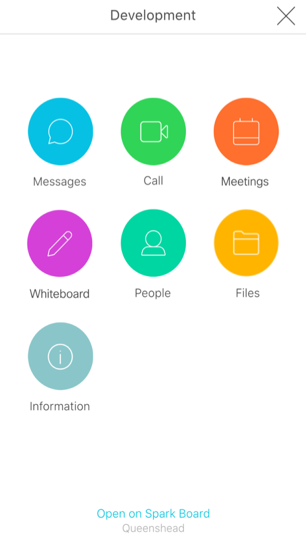 Development
Messages
Call
Meetings
Whiteboard
People
Files
Information
Open on Spark Board
Queenshead